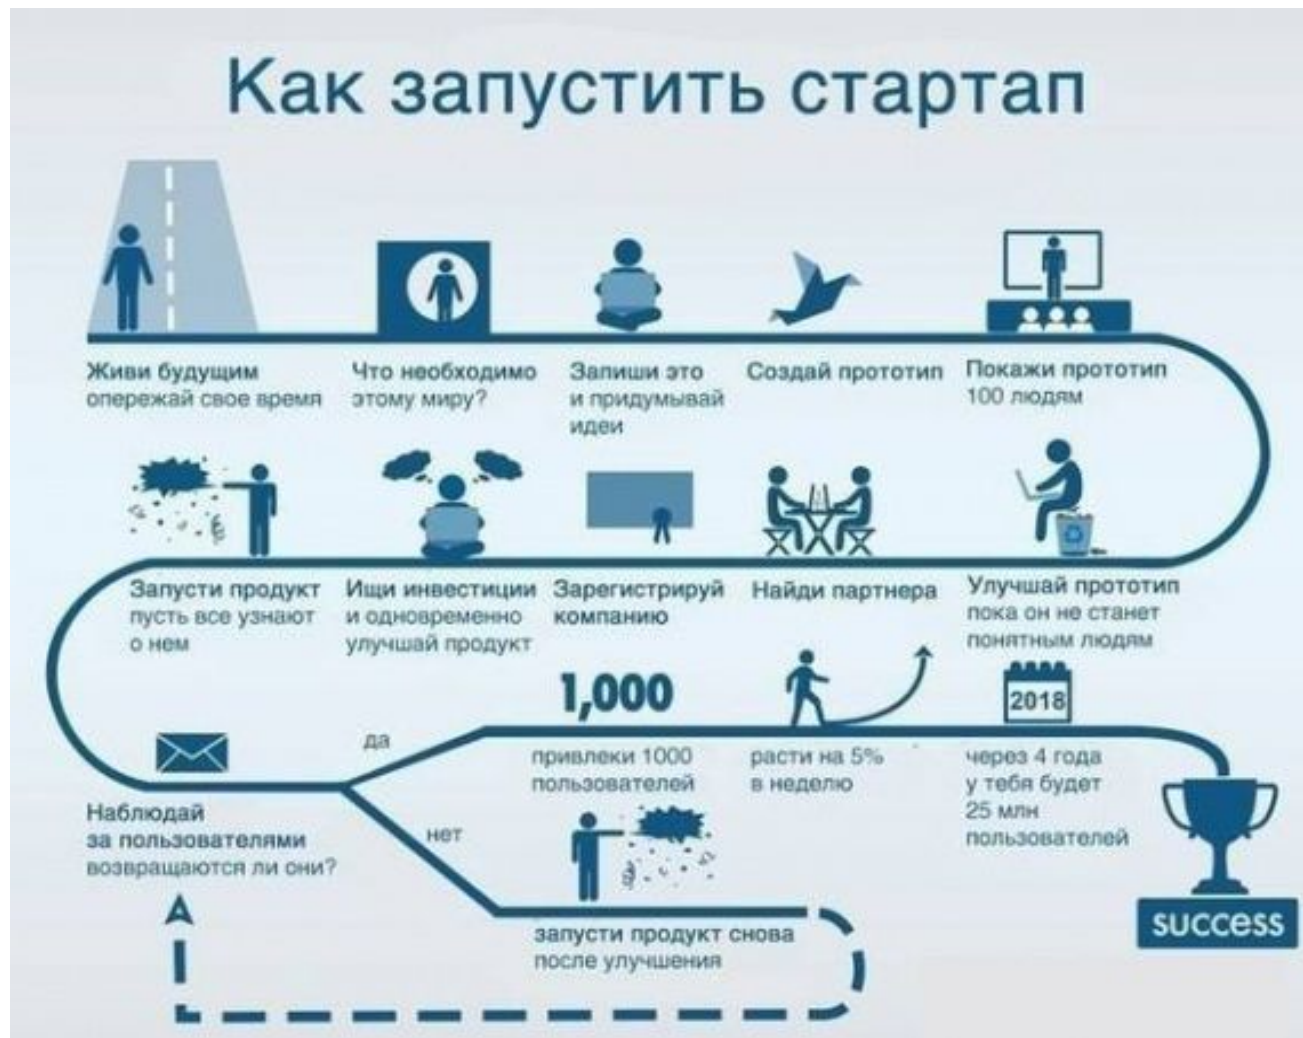 Как запустить стартап
Живи будущим
опережай свое время
Что необходимо
этому миру?
Запиши это
и придумывай
идеи
Создай прототип
Покажи прототип
100 людям
Улучшай прототип
пока он не станет
понятным людям
Найди партнера
Зарегистрируй
компанию
Ищи инвестиции
и одновременно
улучшай продукт
Запусти продукт
пусть все узнают
о нем
Наблюдай
за пользователями
возвращаются ли они?
да
1,000
привлеки 1000
пользователей
расти на 5%
в неделю
2018
через 4 года
у тебя будет
25 млн
пользователей
success
нет
запусти продукт снова
после улучшения